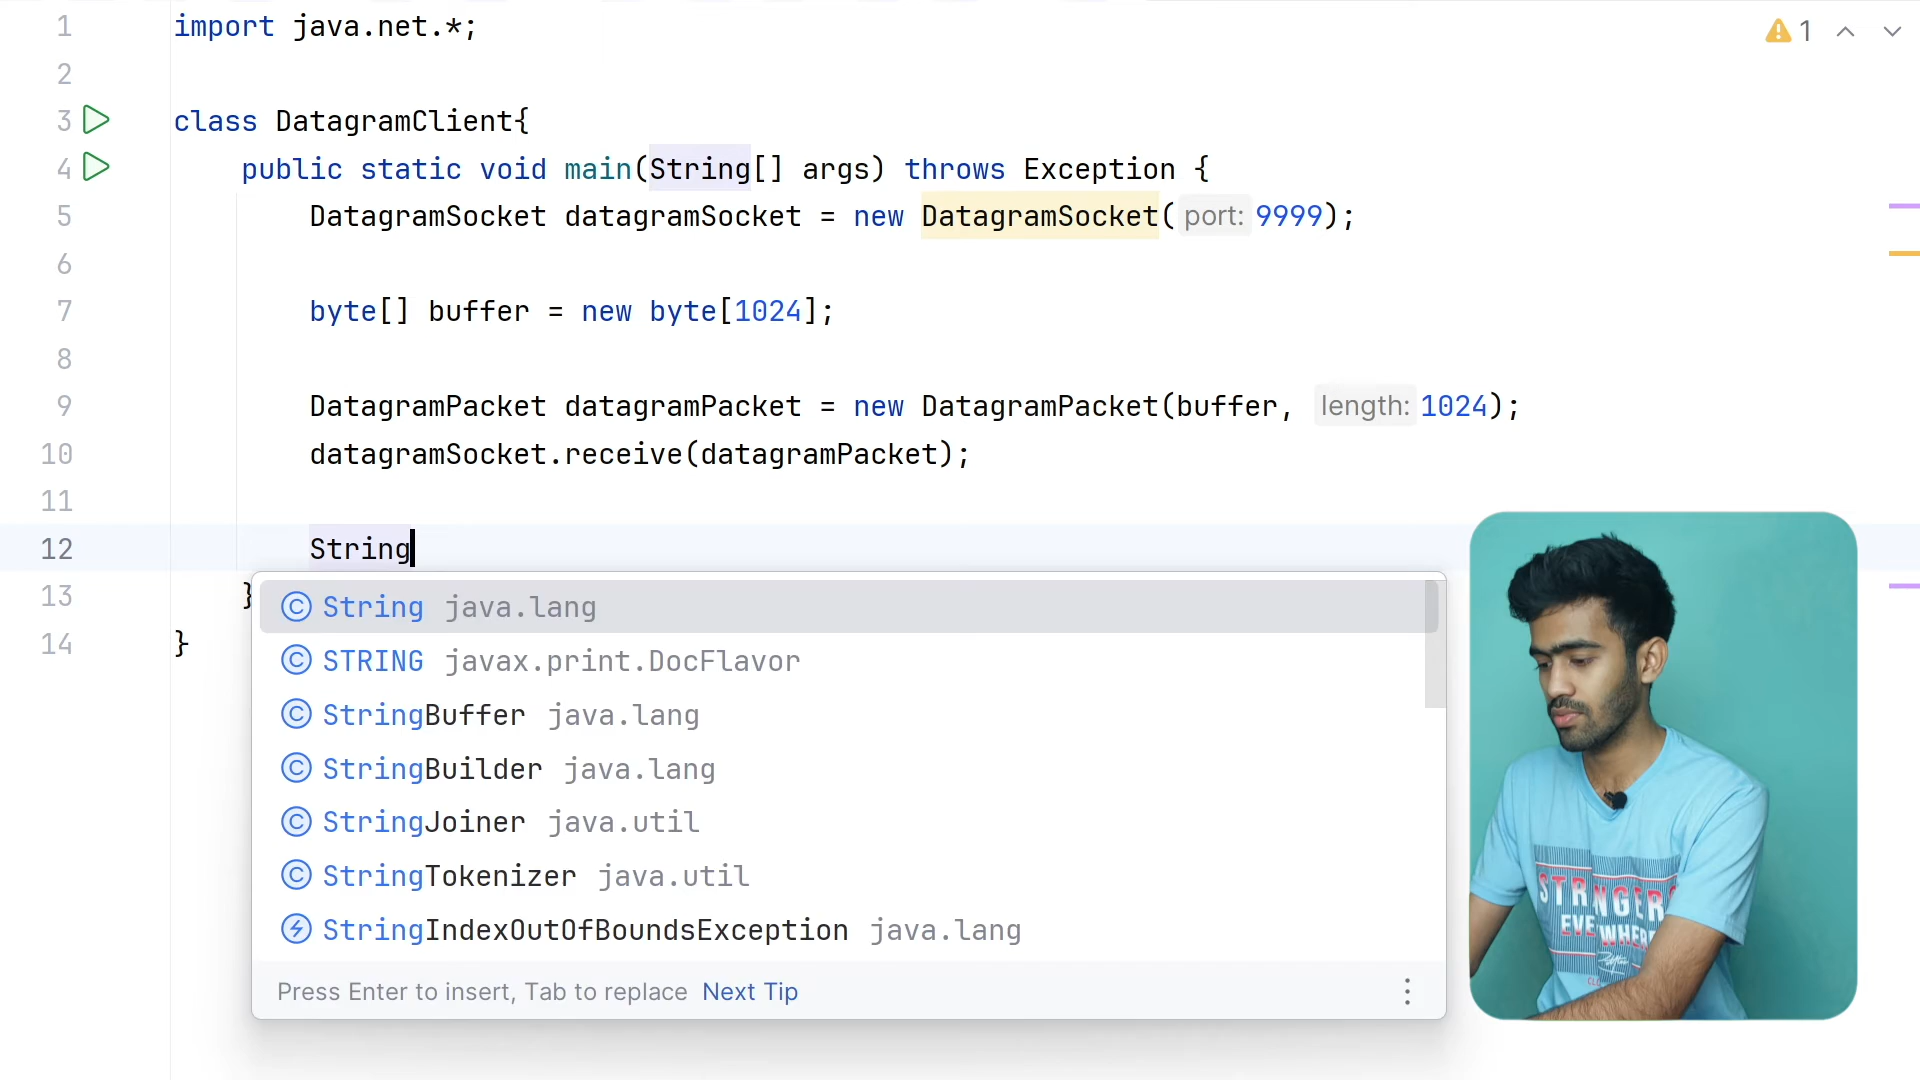 1 import java.net.*;
2
3 class DatagramClient{
4 public static void main(String[] args) throws Exception {
5 DatagramSocket datagramSocket = new DatagramSocket( port: 9999);
6
7 byte[] buffer = new byte[1024];
8
9 DatagramPacket datagramPacket = new DatagramPacket(buffer, length: 1024);
10 datagramSocket.receive(datagramPacket);
11
12 String
13 }
14 }
1
String java.lang
STRING javax.print.DocFlavor
StringBuffer java.lang
StringBuilder java.lang
StringJoiner java.util
StringTokenizer java.util
StringIndexOutOfBoundsException java.lang
Press Enter to insert, Tab to replace Next Tip